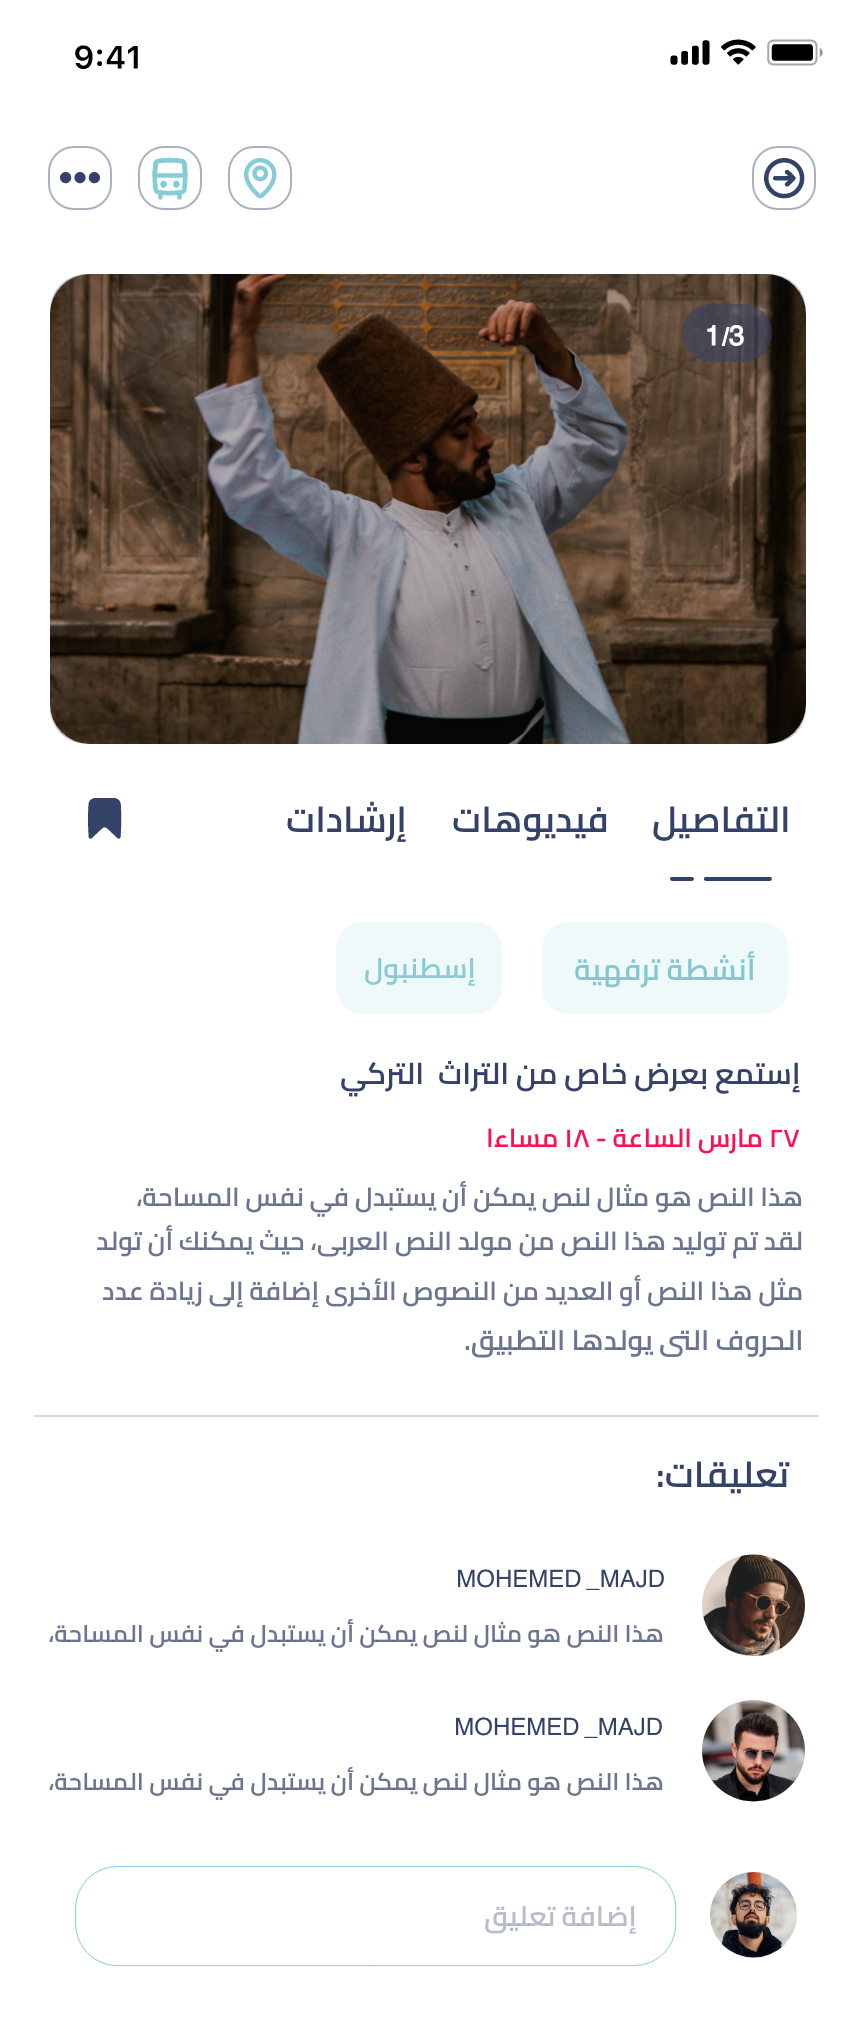 9:41
1/3
التفاصيل فيديوهات إرشادات
أنشطة ترفهية إسطنبول
إستمع بعرض خاص من التراث التركي
٢٧ مارس الساعة - ١٨ مساءا
هذا النص هو مثال لنص يمكن أن يستبدل في نفس المساحة،
لقد تم توليد هذا النص من مولد النص العربى، حيث يمكنك أن تولد
مثل هذا النص أو العديد من النصوص الأخرى إضافة إلى زيادة عدد
الحروف التى يولدها التطبيق.
تعليقات:
MOHEMED _MAJD
هذا النص هو مثال لنص يمكن أن يستبدل في نفس المساحة،
MOHEMED _MAJD
هذا النص هو مثال لنص يمكن أن يستبدل في نفس المساحة،
إضافة تعليق